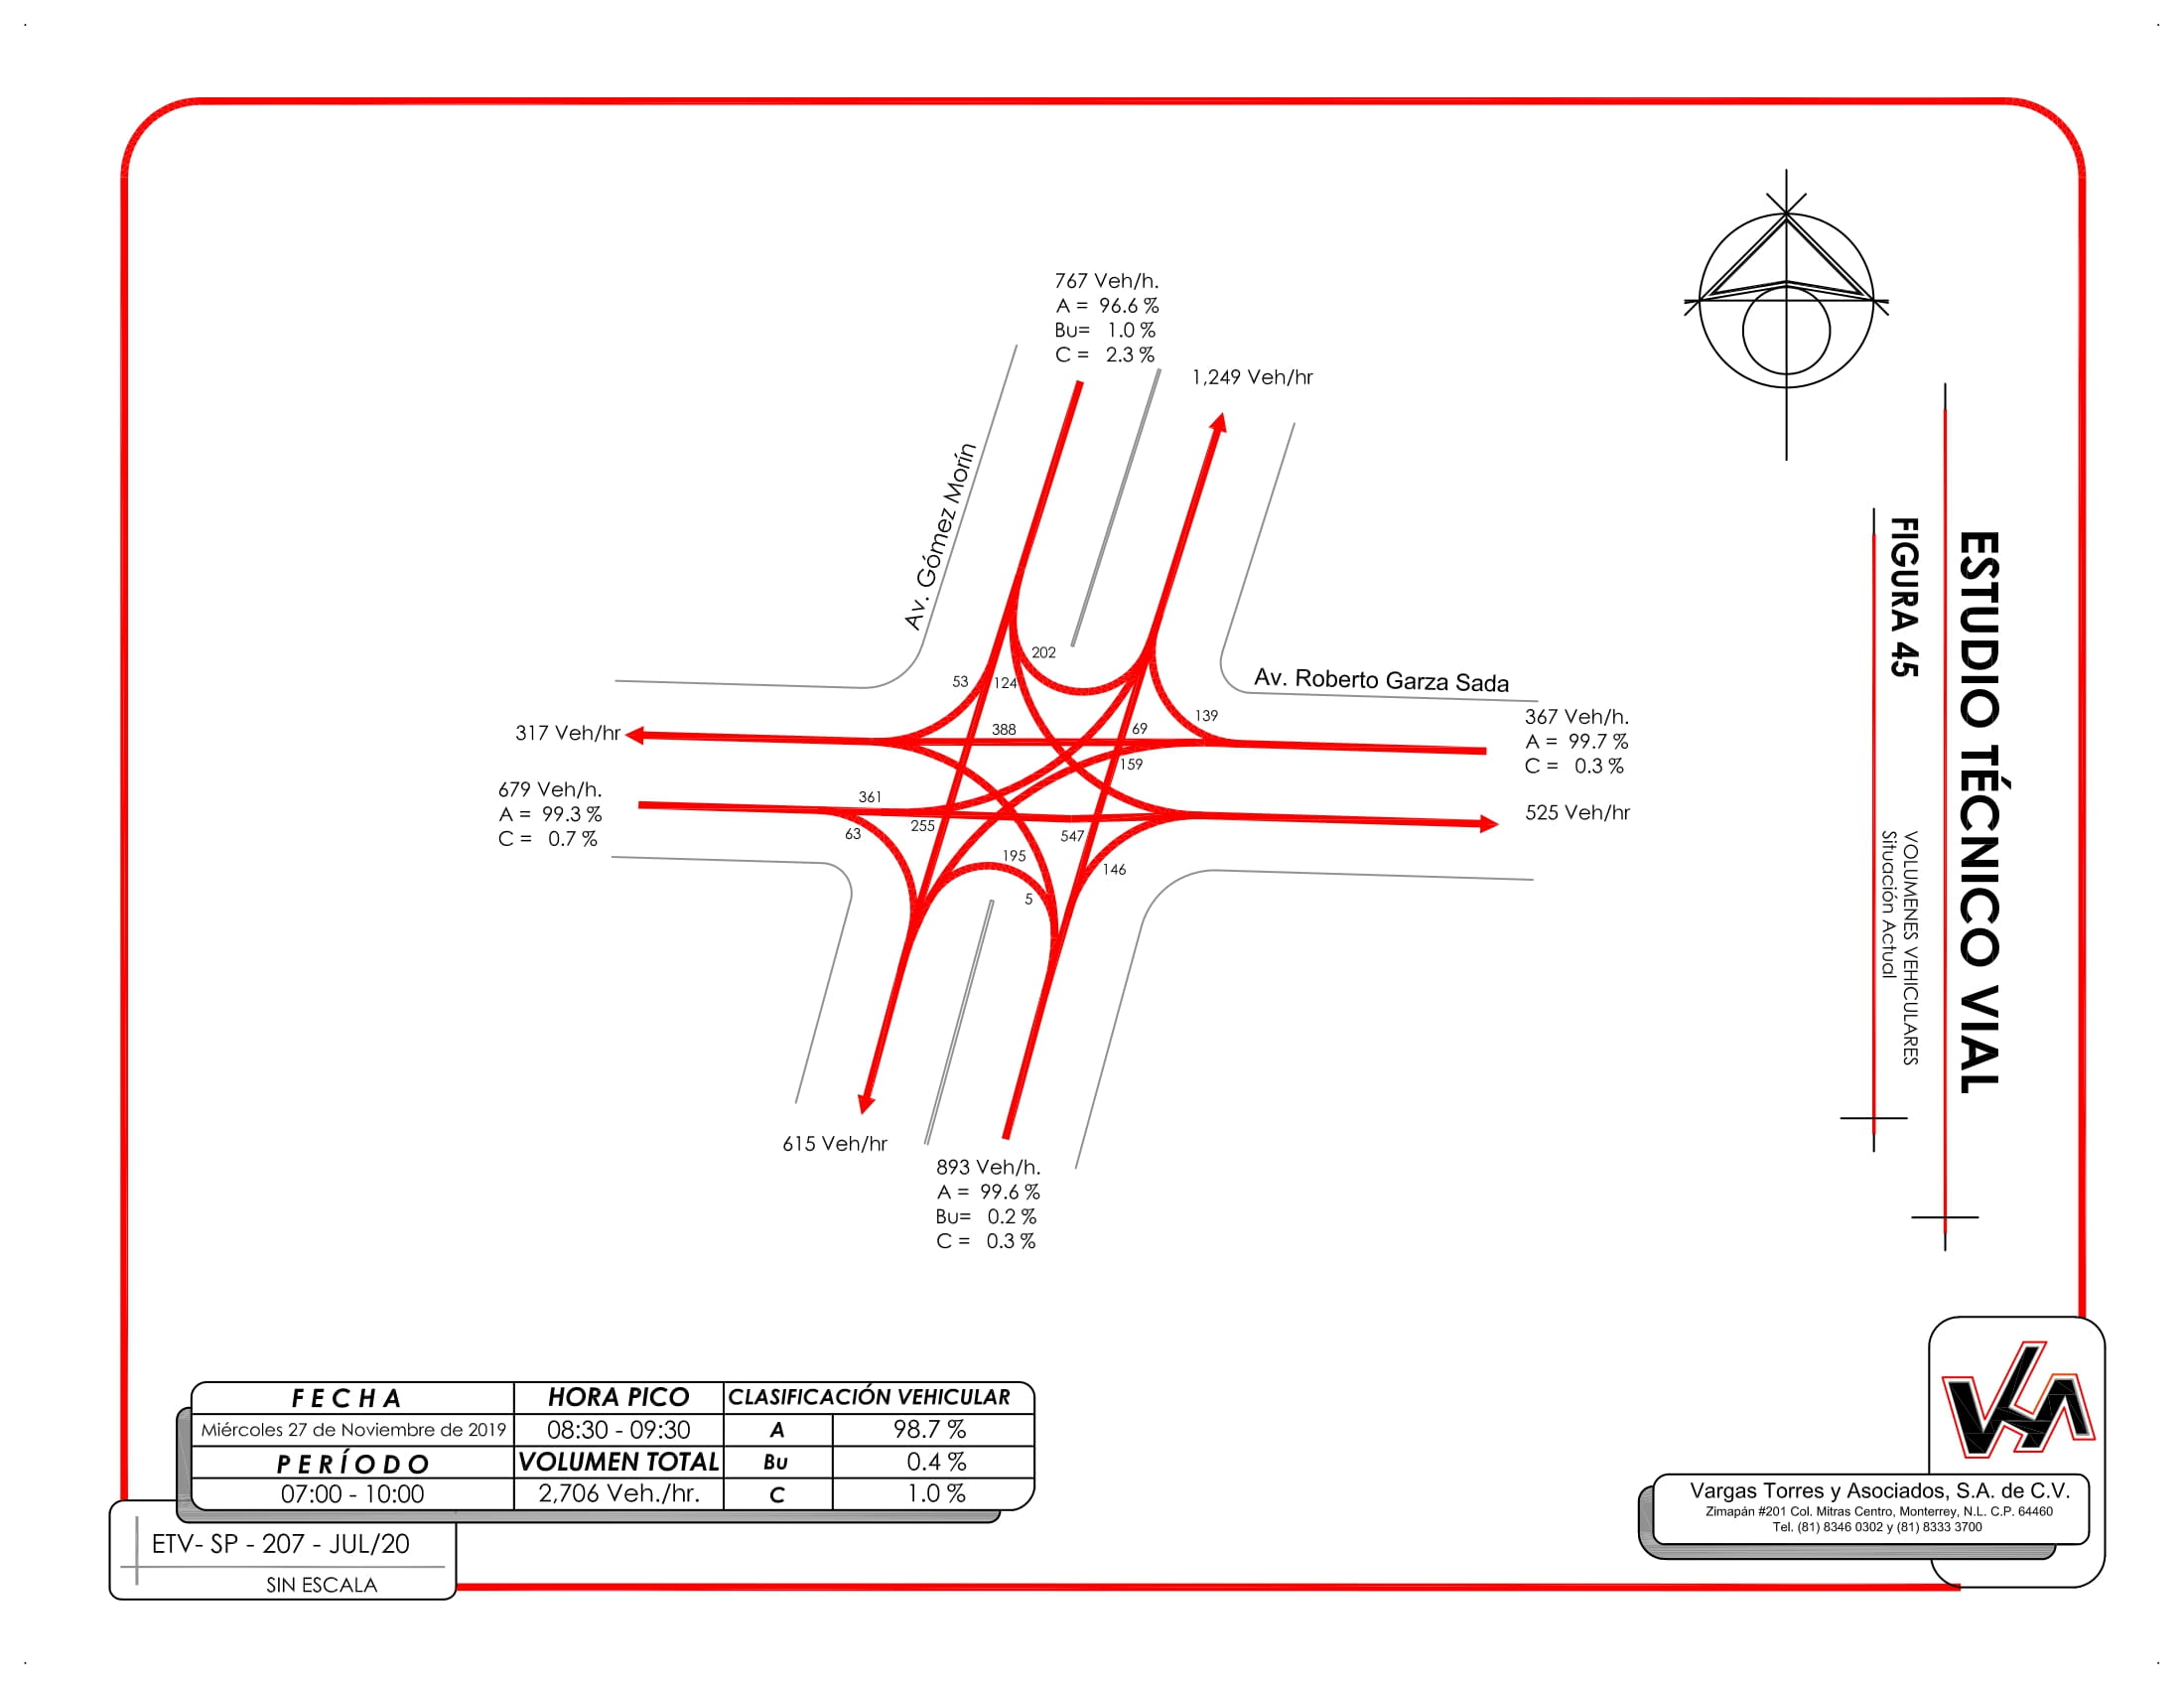 767 Veh/h.
A = 96.6 %
Bu= 1.0 %
C = 2.3 %
1,249 Veh/hr
Av. Gómez Morín
202
53
124
Av. Roberto Garza Sada
139
388
69
317 Veh/hr
367 Veh/h.
A = 99.7 %
C = 0.3 %
159
679 Veh/h.
A = 99.3 %
C = 0.7 %
361
63
255
547
525 Veh/hr
195
146
5
615 Veh/hr
893 Veh/h.
A = 99.6 %
Bu= 0.2 %
C = 0.3 %
ESTUDIO TÉCNICO VIAL
FIGURA 45
VOLUMENES VEHICULARES
Situación Actual
FECHA
HORA PICO
CLASIFICACIÓN VEHICULAR
Miércoles 27 de Noviembre de 2019
08:30 - 09:30
A
98.7 %
PERÍODO
VOLUMEN TOTAL
Bu
0.4 %
07:00 - 10:00
2,706 Veh./hr.
C
1.0 %
ETV- SP - 207 - JUL/20
SIN ESCALA
Vargas Torres y Asociados, S.A. de C.V.
Zimapán #201 Col. Mitras Centro, Monterrey, N.L. C.P. 64460
Tel. (81) 8346 0302 y (81) 8333 3700